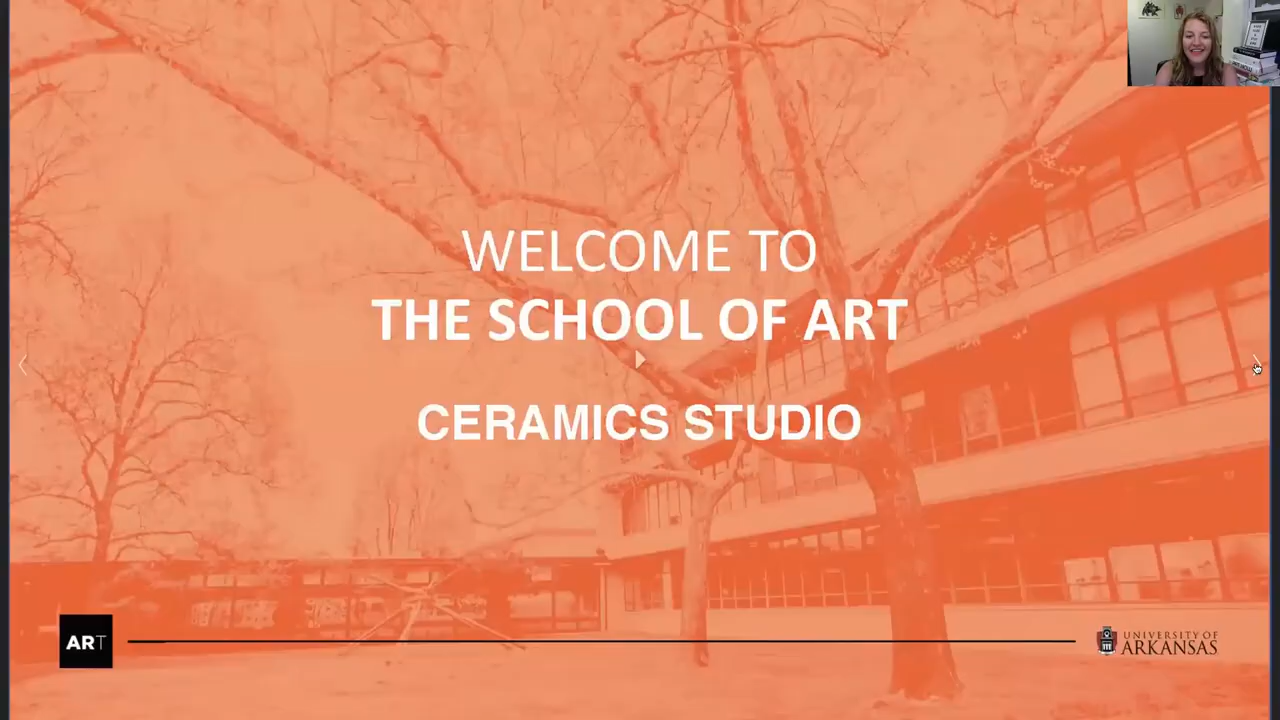 WELCOME TO
THE SCHOOL OF ART
CERAMICS STUDIO
ART
UNIVERSITY OF
ARKANSAS